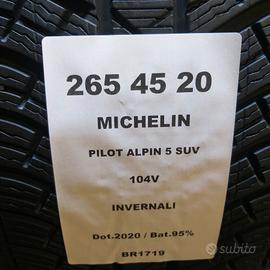 265 45 20
MICHELIN
PILOT ALPIN 5 SUV
104V
INVERNALI
Dot.2020 / Bat.95%
BR1719
subito